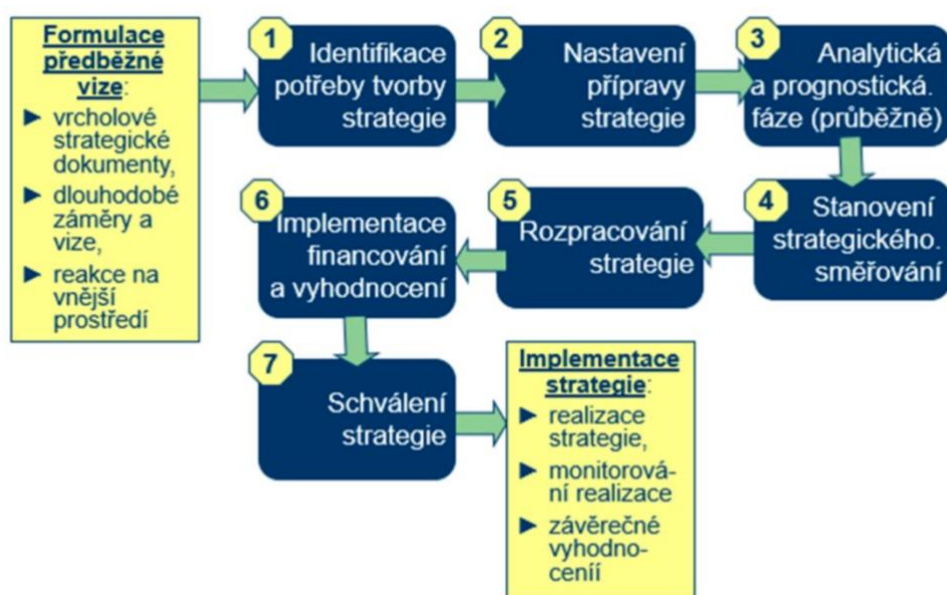 Formulace
předběžné
vize:
► vrcholové
strategické
dokumenty,
► dlouhodobé
záměry a
vize,
► reakce na
vnější
prostředí
1
Identifikace
potřeby tvorby
strategie
2
Nastavení
přípravy
strategie
3
Analytická
a prognostická.
fáze (průběžně)
4
Stanovení
strategického.
směřování
5
Rozpracování
strategie
6
Implementace
financování
a vyhodnocení
7
Schválení
strategie
Implementace
strategie:
► realizace
strategie,
► monitorová-
ní realizace
► závěrečné
vyhodno-
ceníí